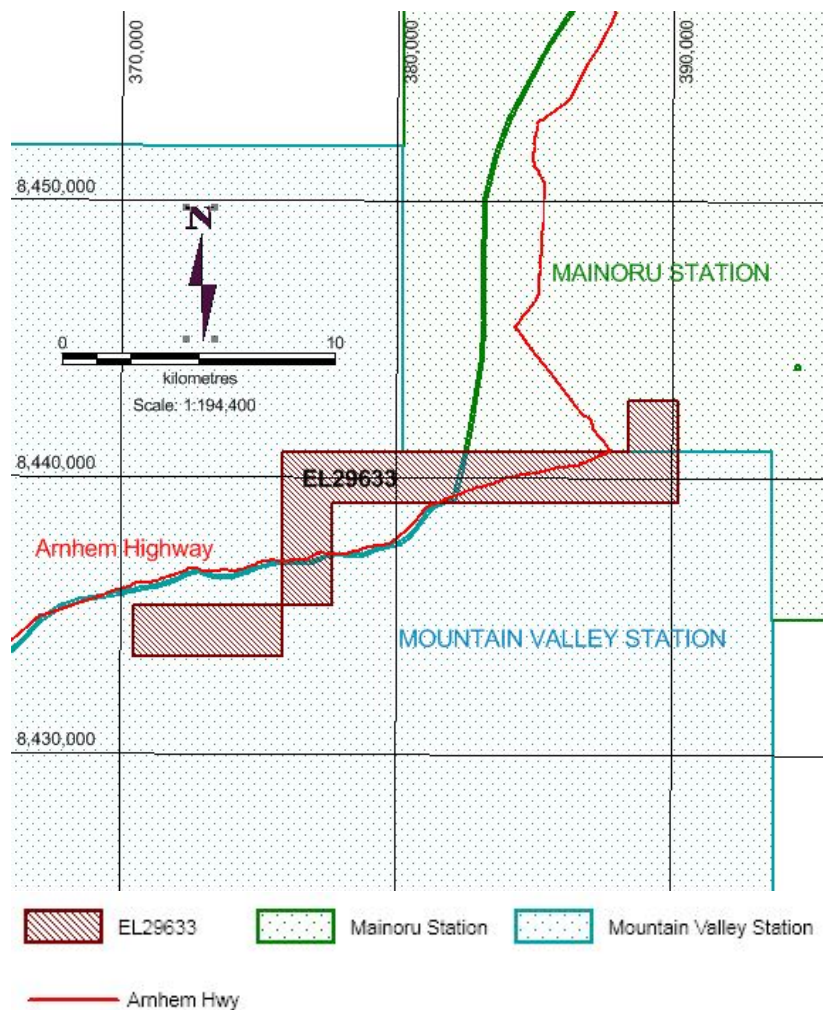 370,000
380,000
390,000
8,450,000
N
MAINORU STATION
0 10
kilometres
Scale: 1:194,400
8,440,000
EL29633
Arnhem Highway
MOUNTAIN VALLEY STATION
8,430,000
EL29633
Mainoru Station
Mountain Valley Station
Arnhem Hwy